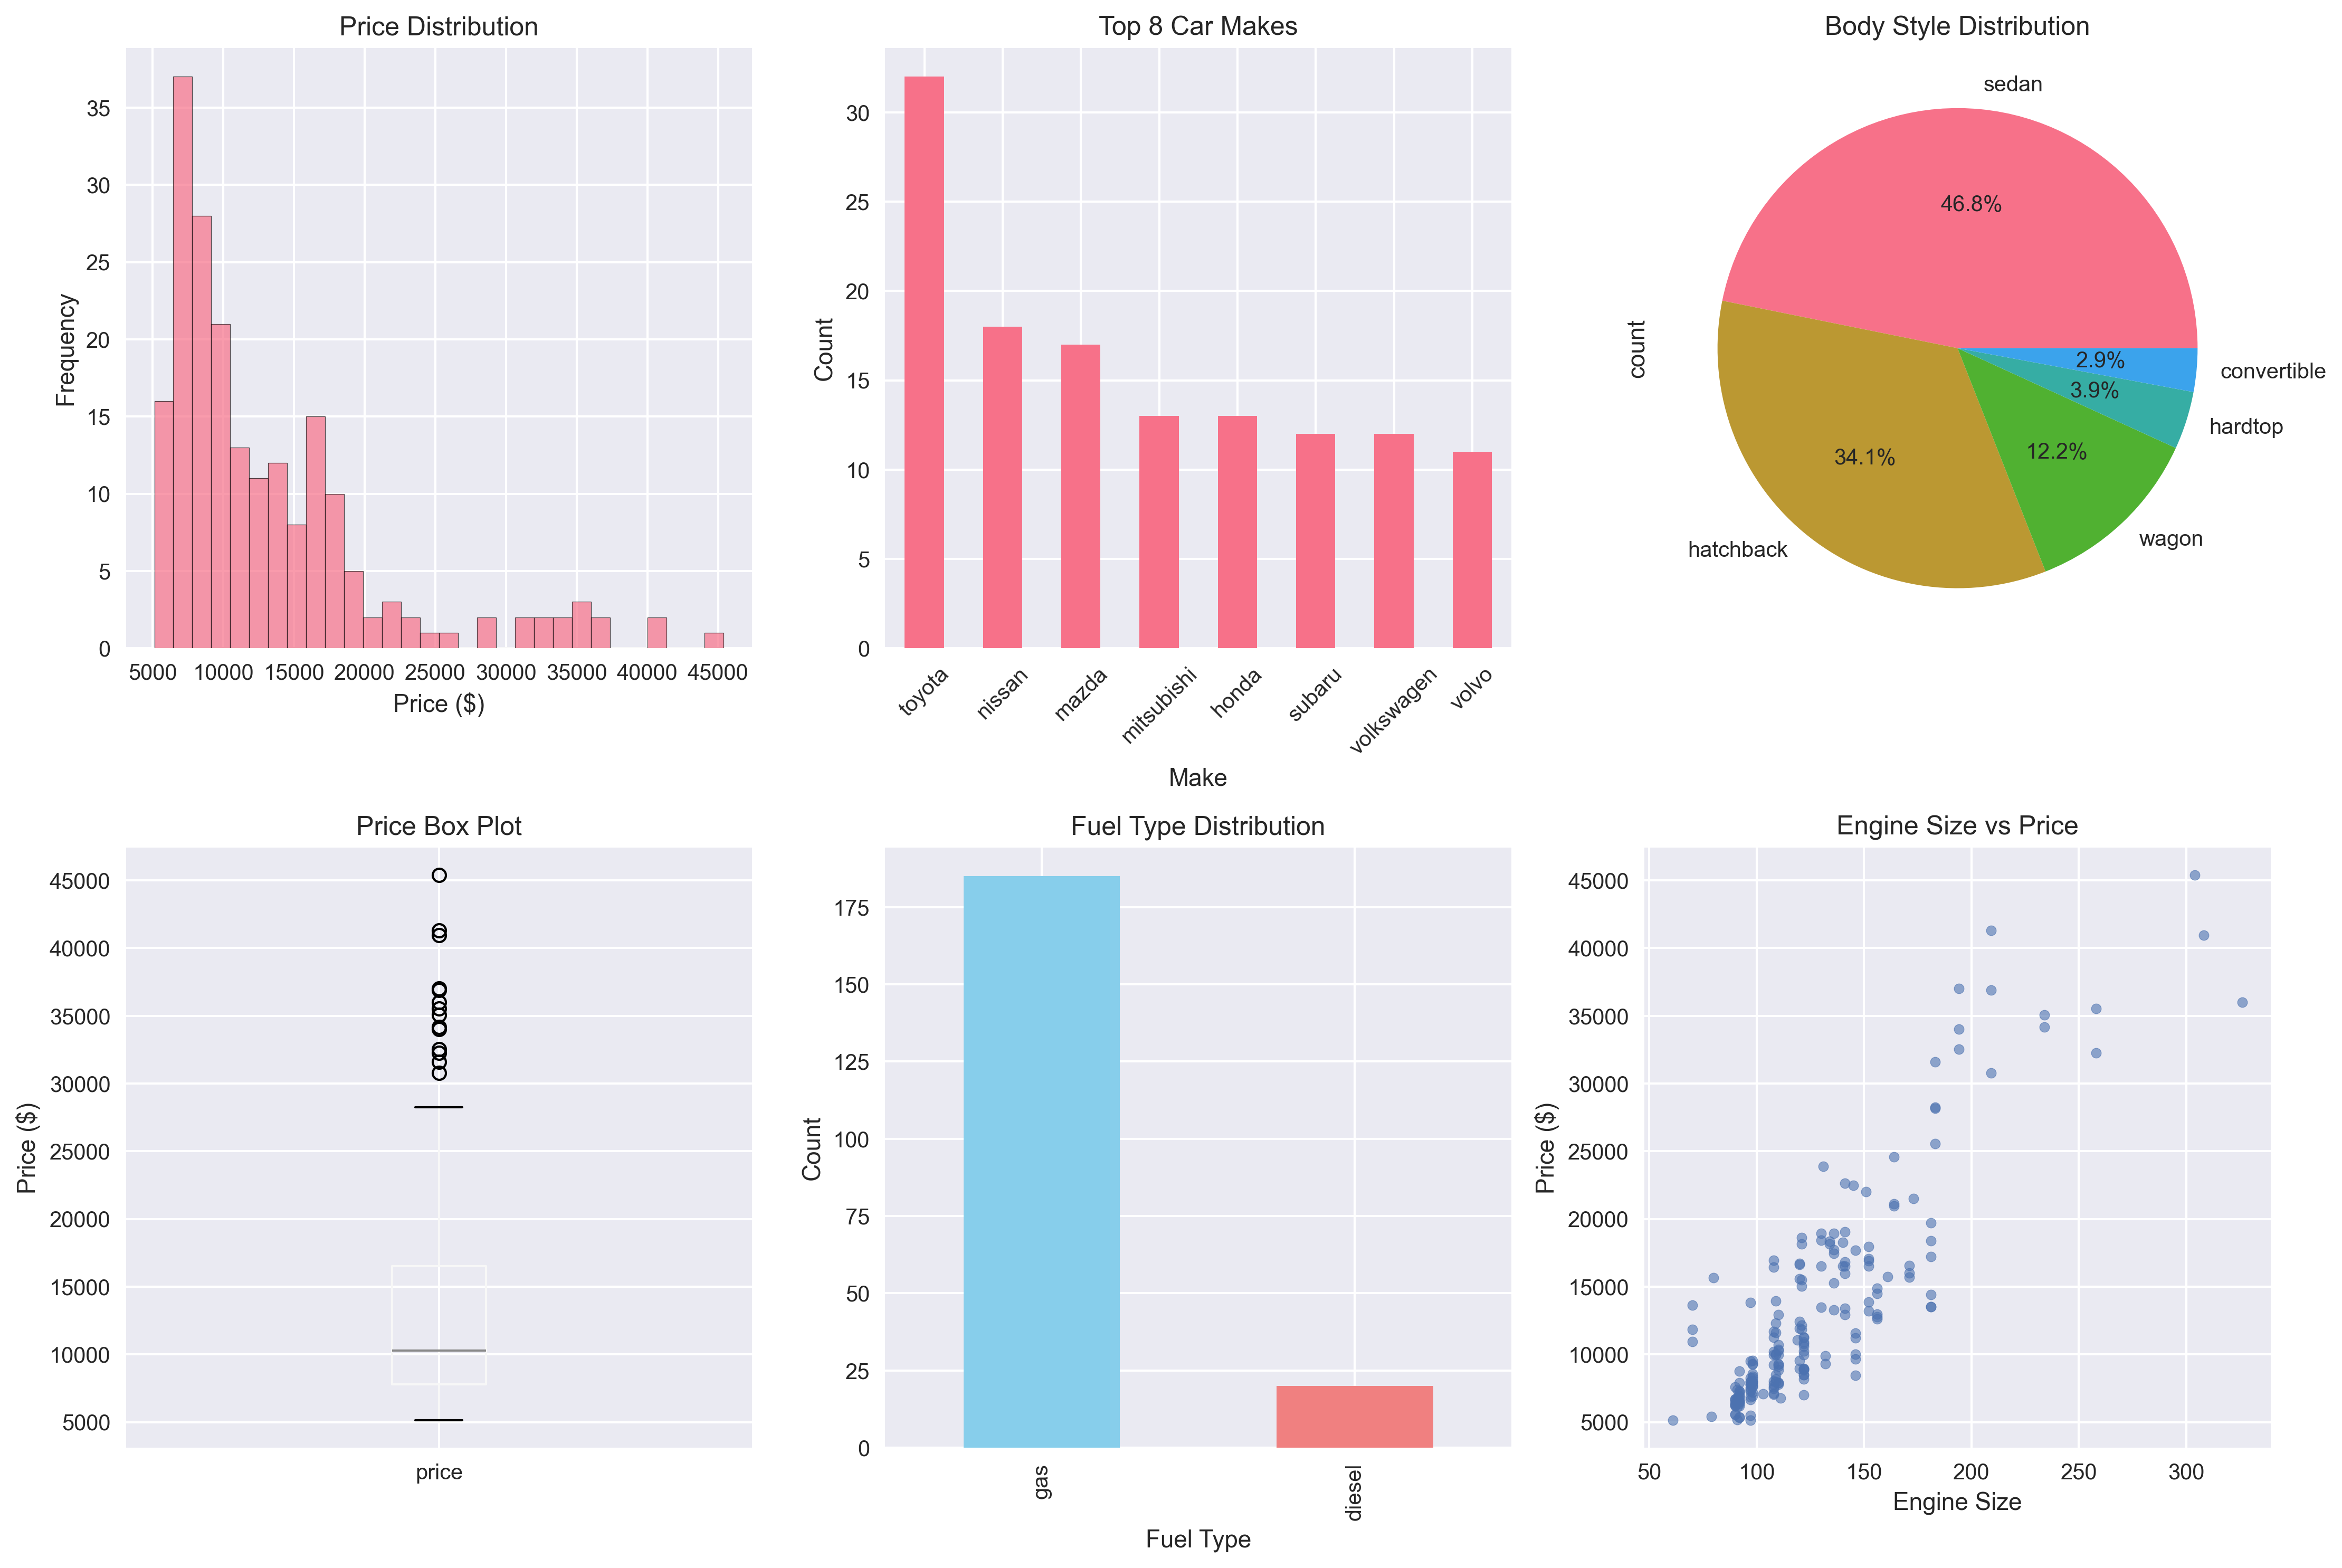 Price Distribution
Frequency
35
30
25
20
15
10
5
0
5000 10000 15000 20000 25000 30000 35000 40000 45000
Price ($)
Top 8 Car Makes
Count
30
25
20
15
10
5
0
toyota
nissan
mazda
mitsubishi
honda
subaru
volkswagen
volvo
Make
Body Style Distribution
count
sedan
46.8%
2.9%
convertible
3.9%
hardtop
34.1%
12.2%
hatchback
wagon
Price Box Plot
Price ($)
45000
40000
35000
30000
25000
20000
15000
10000
5000
price
Fuel Type Distribution
Count
175
150
125
100
75
50
25
0
gas
diesel
Fuel Type
Engine Size vs Price
Price ($)
45000
40000
35000
30000
25000
20000
15000
10000
5000
50 100 150 200 250 300
Engine Size